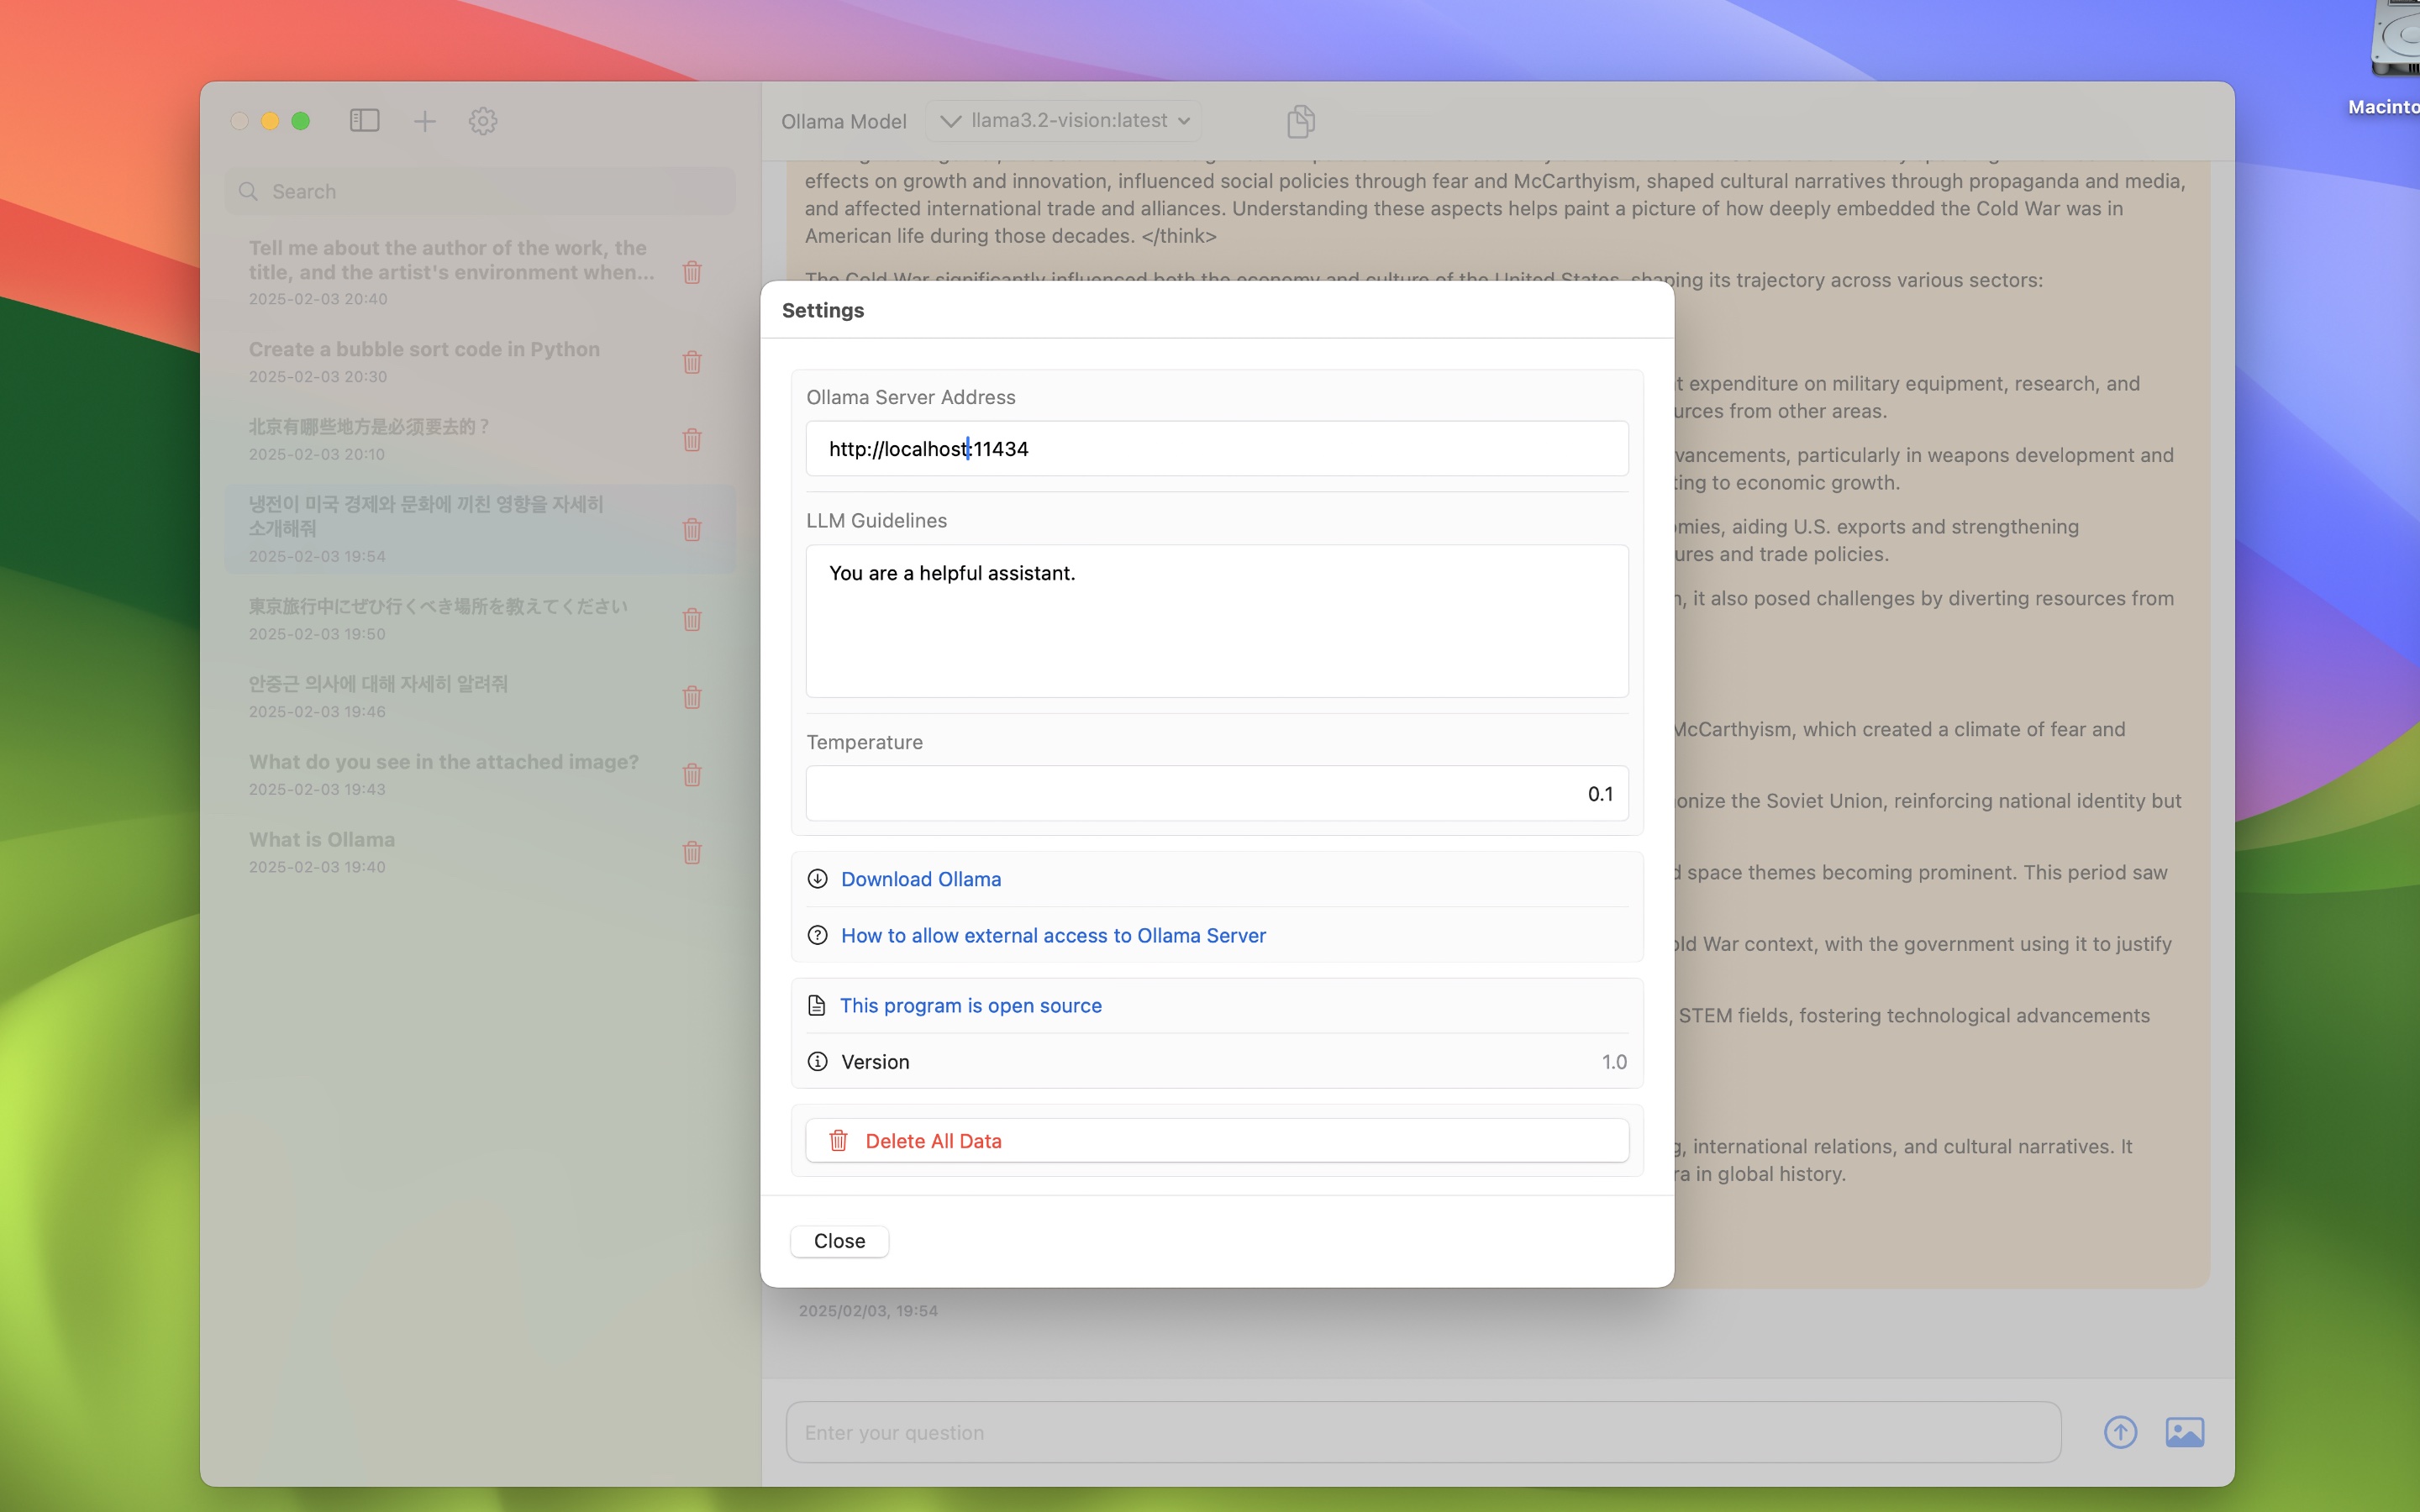 Macinto
Ollama Model
llama3.2-vision:latest
Search
Tell me about the author of the work, the
title, and the artist's environment when...
2025-02-03 20:40
Create a bubble sort code in Python
2025-02-03 20:30
北京有哪些地方是必须要去的？
2025-02-03 20:10
냉전이 미국 경제와 문화에 끼친 영향을 자세히
소개해줘
2025-02-03 19:54
東京旅行中にぜひ行くべき場所を教えてください
2025-02-03 19:50
안중근 의사에 대해 자세히 알려줘
2025-02-03 19:46
What do you see in the attached image?
2025-02-03 19:43
What is Ollama
2025-02-03 19:40
effects on growth and innovation, influenced social policies through fear and McCarthyism, shaped cultural narratives through propaganda and media,
and affected international trade and alliances. Understanding these aspects helps paint a picture of how deeply embedded the Cold War was in
American life during those decades. </think>
The Cold War significantly influenced both the economy and culture of the United States, shaping its trajectory across various sectors:
t expenditure on military equipment, research, and
urces from other areas.
vancements, particularly in weapons development and
ting to economic growth.
omies, aiding U.S. exports and strengthening
ures and trade policies.
n, it also posed challenges by diverting resources from
McCarthyism, which created a climate of fear and
onize the Soviet Union, reinforcing national identity but
d space themes becoming prominent. This period saw
old War context, with the government using it to justify
STEM fields, fostering technological advancements
g, international relations, and cultural narratives. It
ra in global history.
Settings
Ollama Server Address
http://localhost:11434
LLM Guidelines
You are a helpful assistant.
Temperature
0.1
Download Ollama
How to allow external access to Ollama Server
This program is open source
Version
1.0
Delete All Data
Close
2025/02/03, 19:54
Enter your question